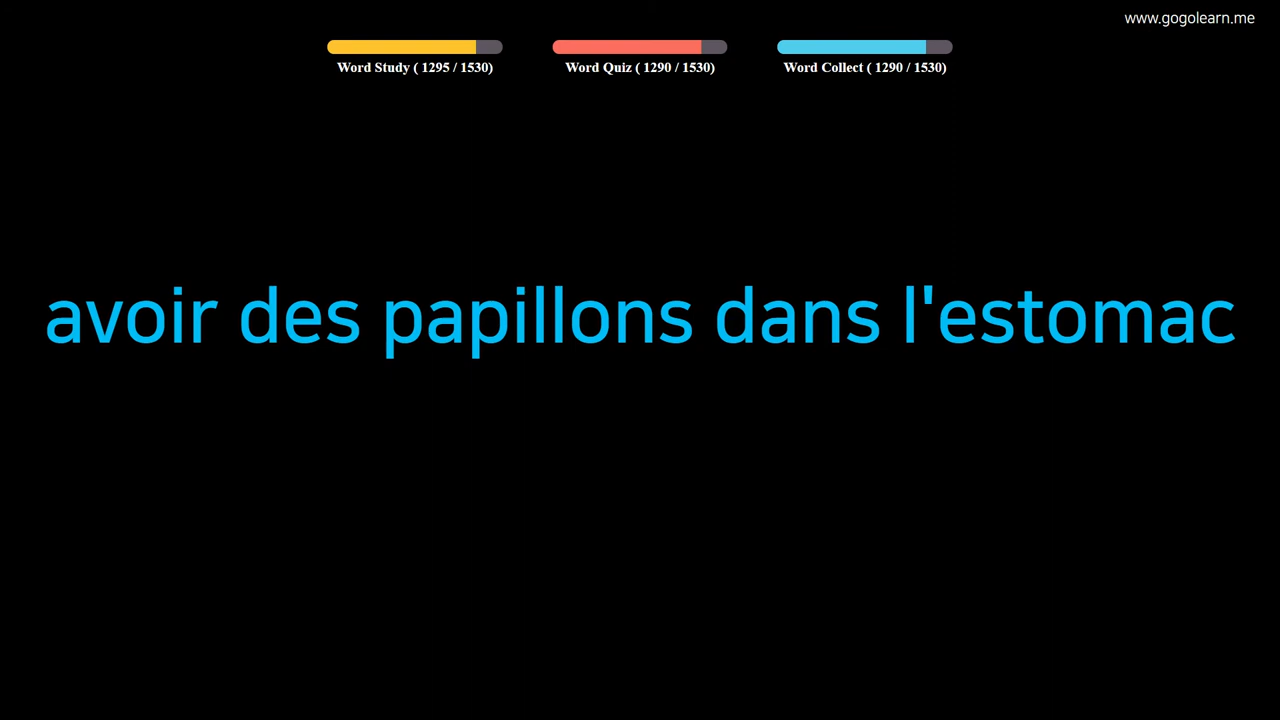 www.gogolearn.me
Word Study ( 1295 / 1530)
Word Quiz ( 1290 / 1530)
Word Collect ( 1290 / 1530)
avoir des papillons dans l'estomac